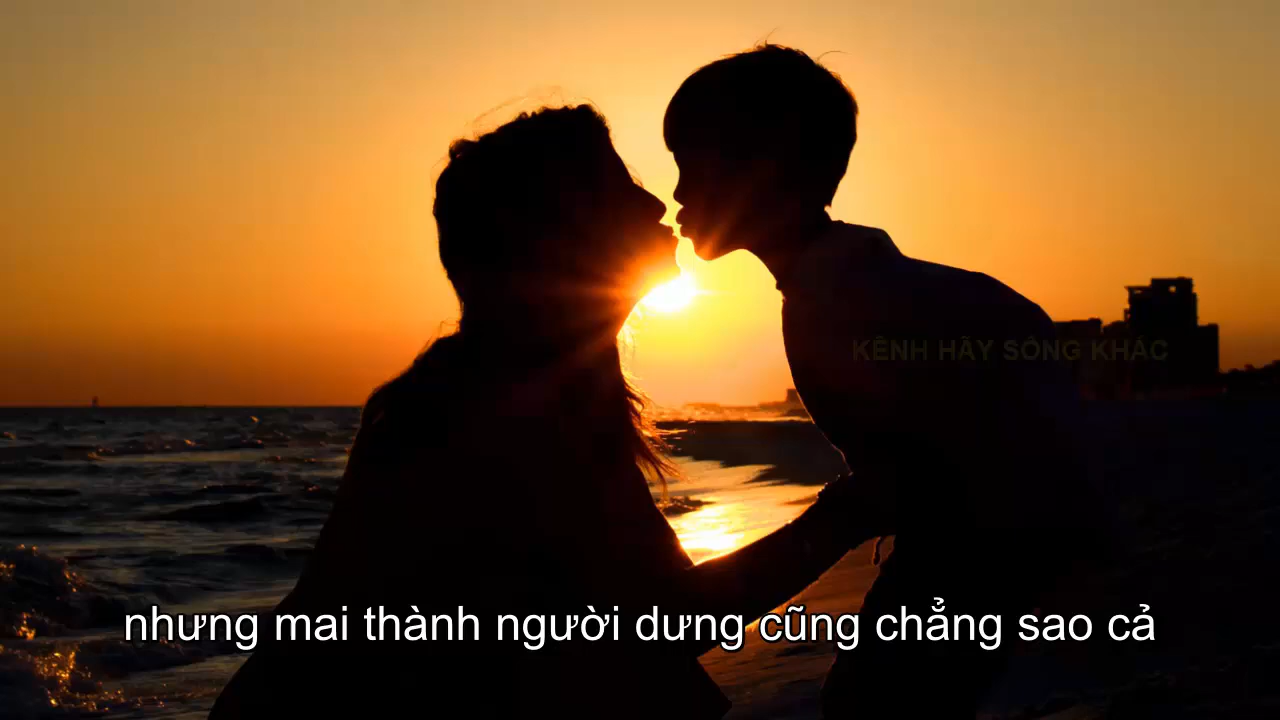 KÊNH HÃY SỐNG KHÁC
nhưng mai thành người dưng cũng chẳng sao cả